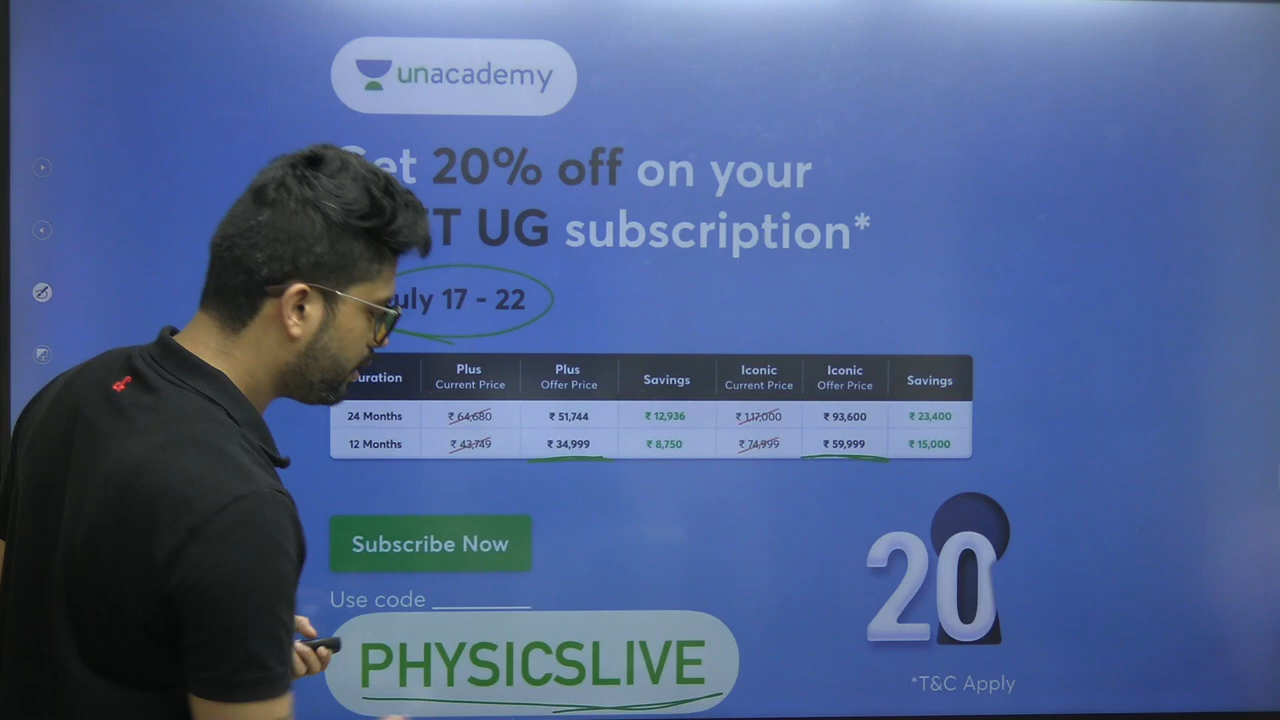 unacademy
20% off on your
UG subscription*
July 17 - 22
Duration Plus Current Price Plus Offer Price Savings Iconic Current Price Iconic Offer Price Savings
24 Months ₹ 64,680 ₹ 51,744 ₹ 12,936 ₹ 1,17,000 ₹ 93,600 ₹ 23,400
12 Months ₹ 43,749 ₹ 34,999 ₹ 8,750 ₹ 74,999 ₹ 59,999 ₹ 15,000
Subscribe Now
Use code
PHYSICSLIVE
20
*T&C Apply